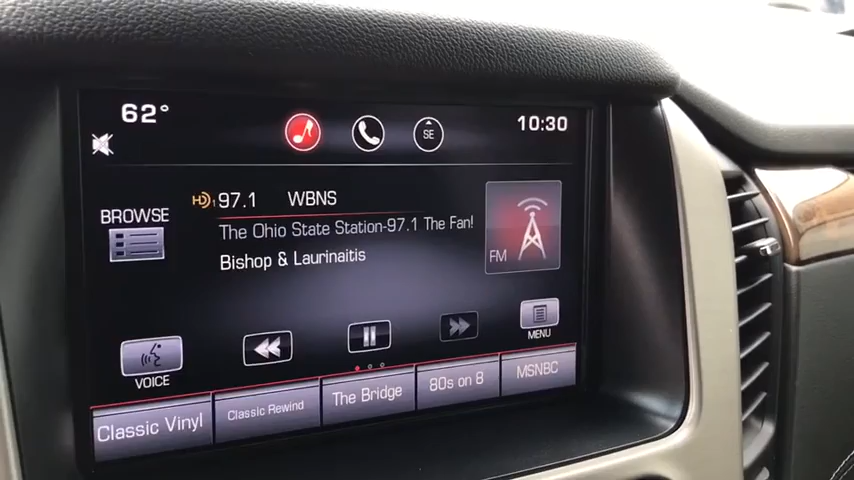 62°
SE
10:30
HD1 97.1 WBNS
The Ohio State Station-97.1 The Fan!
Bishop & Laurinaitis
BROWSE
FM
VOICE
MENU
Classic Vinyl
Classic Rewind
The Bridge
80s on 8
MSNBC